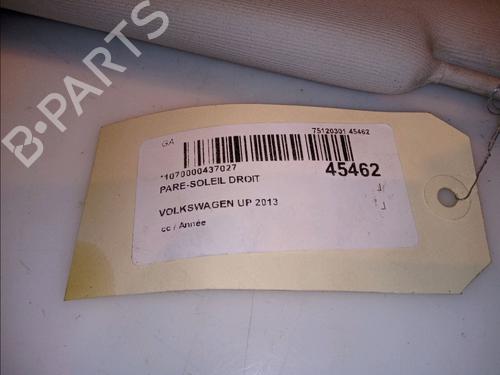 B-PARTS
GA
75120301 45462
*1070000437027
45462
PARE-SOLEIL DROIT
VOLKSWAGEN UP 2013
cc / Année